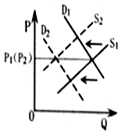 P
D₁
D₂
S₂
S₁
P₁(P₂)
0
Q